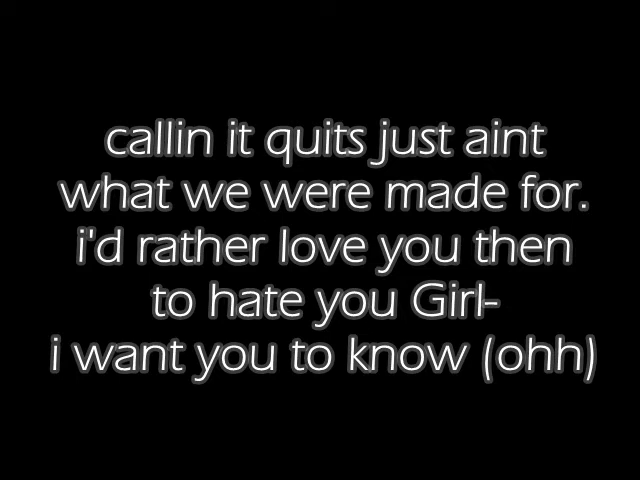 callin it quits just aint
what we were made for.
i'd rather love you then
to hate you Girl-
i want you to know (ohh)